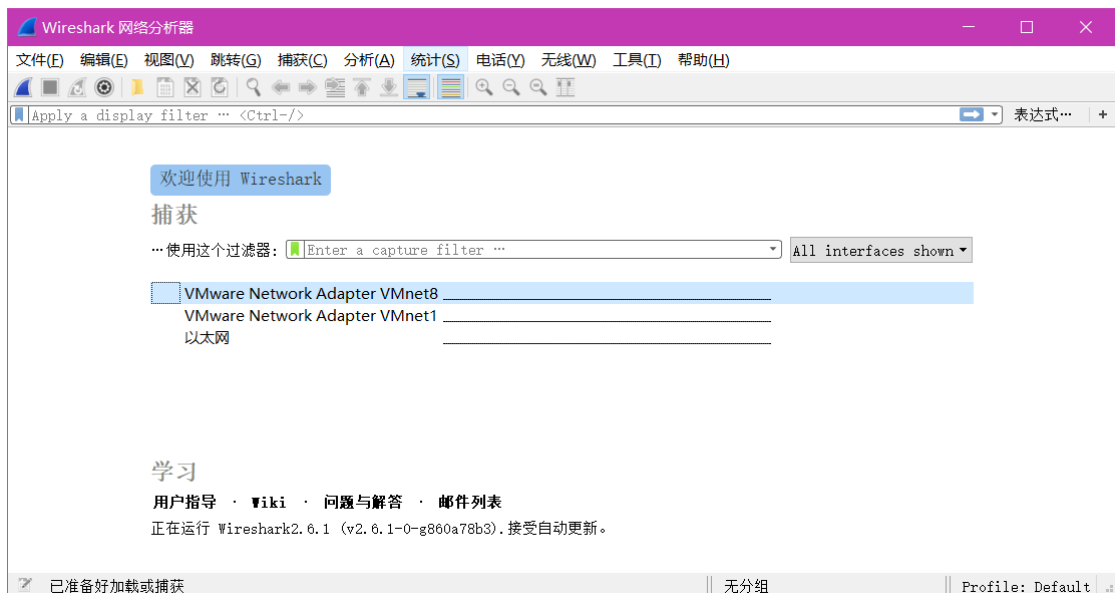 Wireshark 网络分析器
文件(F) 编辑(E) 视图(V) 跳转(G) 捕获(C) 分析(A) 统计(S) 电话(Y) 无线(W) 工具(T) 帮助(H)
Apply a display filter … <Ctrl-/> 表达式… +
欢迎使用 Wireshark
捕获
…使用这个过滤器: Enter a capture filter … All interfaces shown
VMware Network Adapter VMnet8
VMware Network Adapter VMnet1
以太网
学习
用户指导 · Wiki · 问题与解答 · 邮件列表
正在运行 Wireshark2.6.1 (v2.6.1-0-g860a78b3).接受自动更新。
已准备好加载或捕获 无分组 Profile: Default